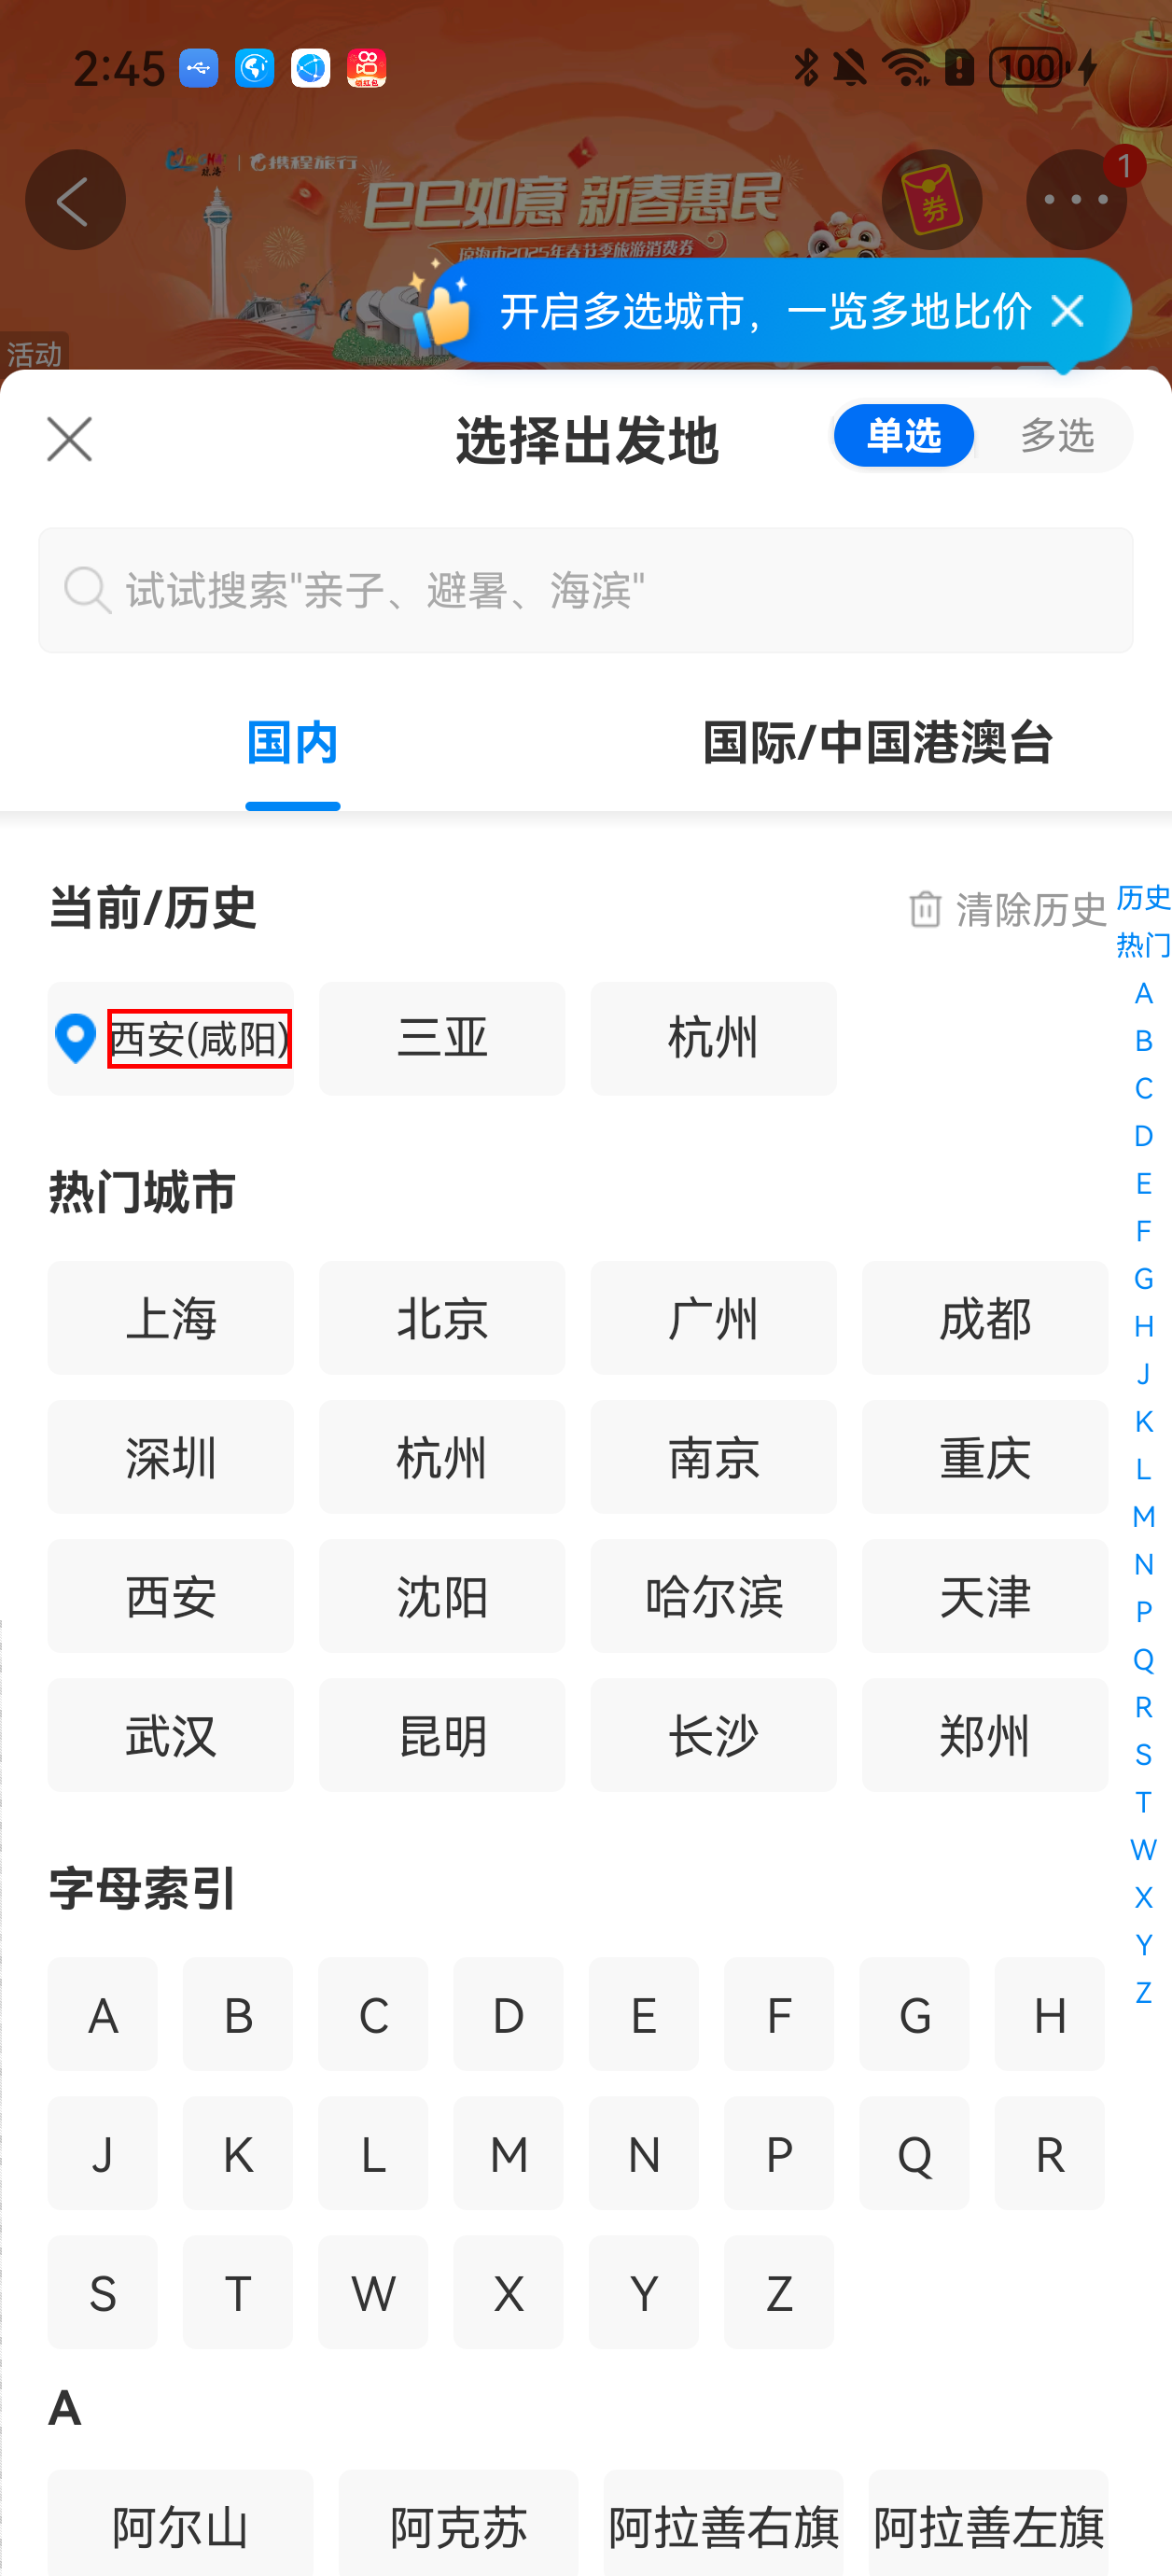 2:45
领红包
100
携程旅行
巳巳如意 新春惠民
琼海市2025年春节季旅游消费券
券
1
开启多选城市，一览多地比价
活动
选择出发地
单选
多选
试试搜索"亲子、避暑、海滨"
国内
国际/中国港澳台
当前/历史
清除历史
西安(咸阳)
三亚
杭州
热门城市
上海
北京
广州
成都
深圳
杭州
南京
重庆
西安
沈阳
哈尔滨
天津
武汉
昆明
长沙
郑州
字母索引
A
B
C
D
E
F
G
H
J
K
L
M
N
P
Q
R
S
T
W
X
Y
Z
A
阿尔山
阿克苏
阿拉善右旗
阿拉善左旗
历史
热门
A
B
C
D
E
F
G
H
J
K
L
M
N
P
Q
R
S
T
W
X
Y
Z